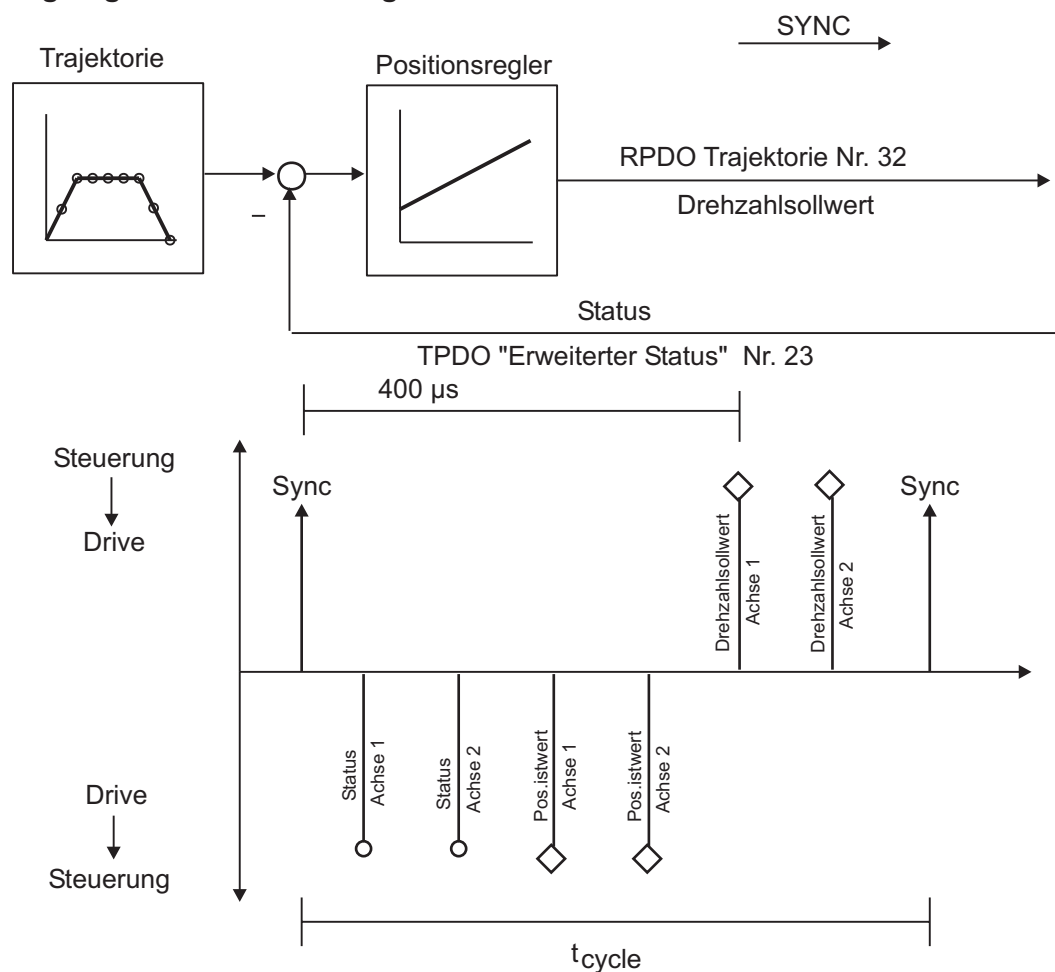 SYNC
Trajektorie
Positionsregler
RPDO Trajektorie Nr. 32
Drehzahlsollwert
–
Status
TPDO "Erweiterter Status" Nr. 23
400 µs
Steuerung
Drive
Sync
Sync
Drehzahlsollwert
Achse 1
Drehzahlsollwert
Achse 2
Status
Achse 1
Status
Achse 2
Pos.istwert
Achse 1
Pos.istwert
Achse 2
Drive
Steuerung
tcycle